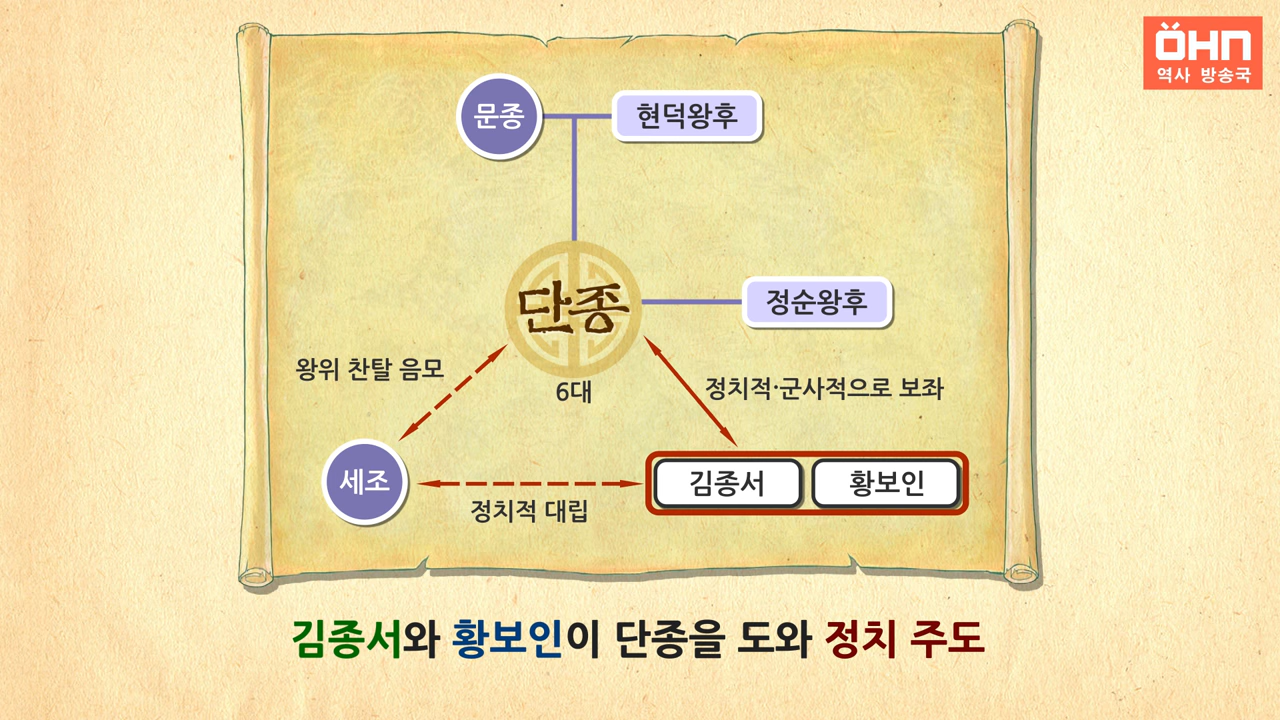 ÖHN
역사 방송국
문종
현덕왕후
단종
정순왕후
6대
왕위 찬탈 음모
정치적·군사적으로 보좌
세조
정치적 대립
김종서
황보인
김종서와 황보인이 단종을 도와 정치 주도